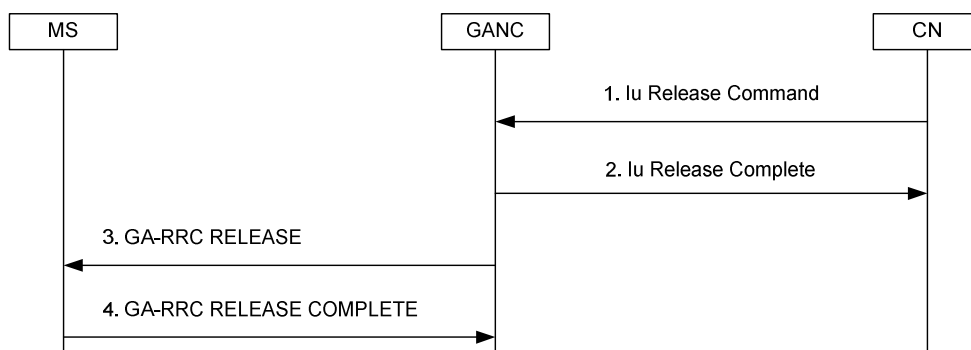 MS
GANC
CN
1. Iu Release Command
2. Iu Release Complete
3. GA-RRC RELEASE
4. GA-RRC RELEASE COMPLETE